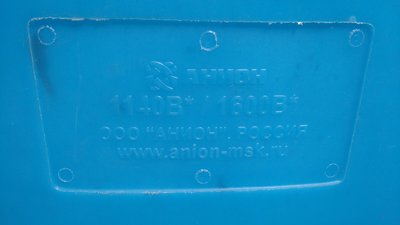 АНИОН
1140В* / 1600В*
ООО "АНИОН", РОССИЯ
www.anion-msk.ru